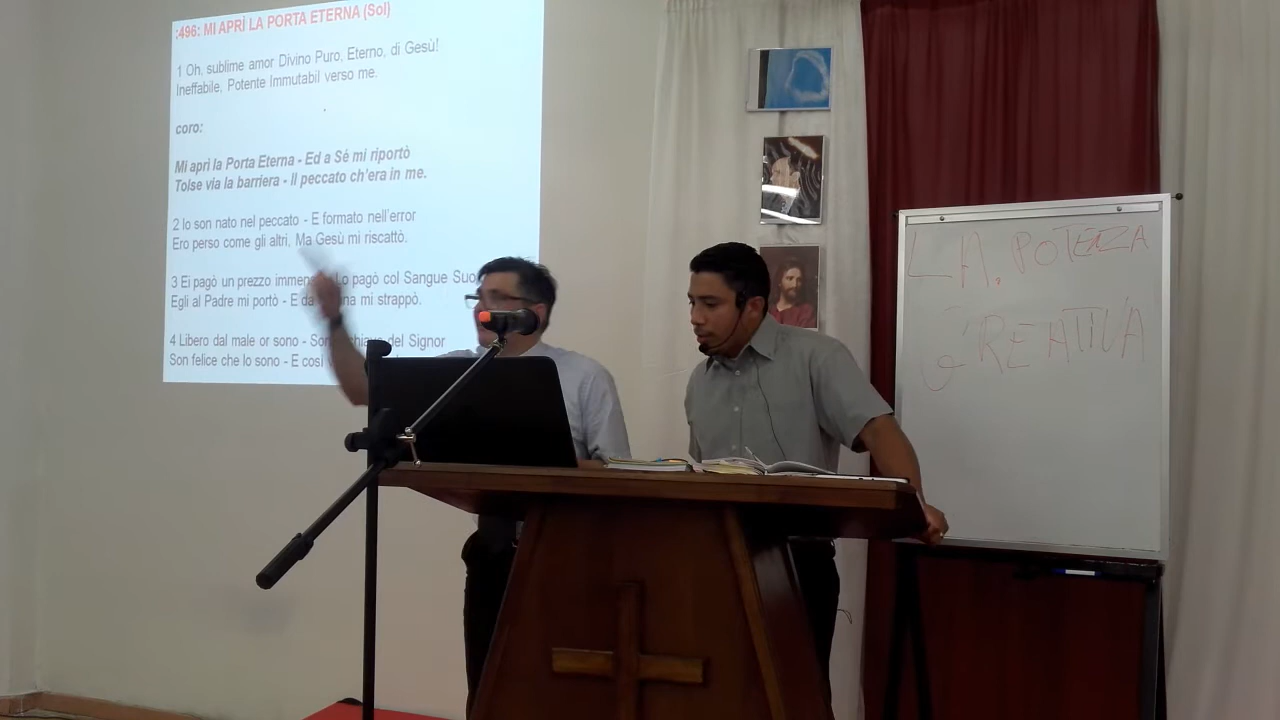 :496: MI APRÌ LA PORTA ETERNA (Sol)
1 Oh, sublime amor Divino Puro, Eterno, di Gesù!
Ineffabile, Potente Immutabil verso me.
coro:
Mi aprì la Porta Eterna - Ed a Sé mi riportò
Tolse via la barriera - Il peccato ch'era in me.
2 Io son nato nel peccato - E formato nell'error
Ero perso come gli altri, Ma Gesù mi riscattò.
3 Ei pagò un prezzo immenso - Lo pagò col Sangue Suo
Egli al Padre mi portò - E da mi strappò.
4 Libero dal male or sono - Son del Signor
Son felice che lo sono - E così
LA POTENZA
CREATIVA